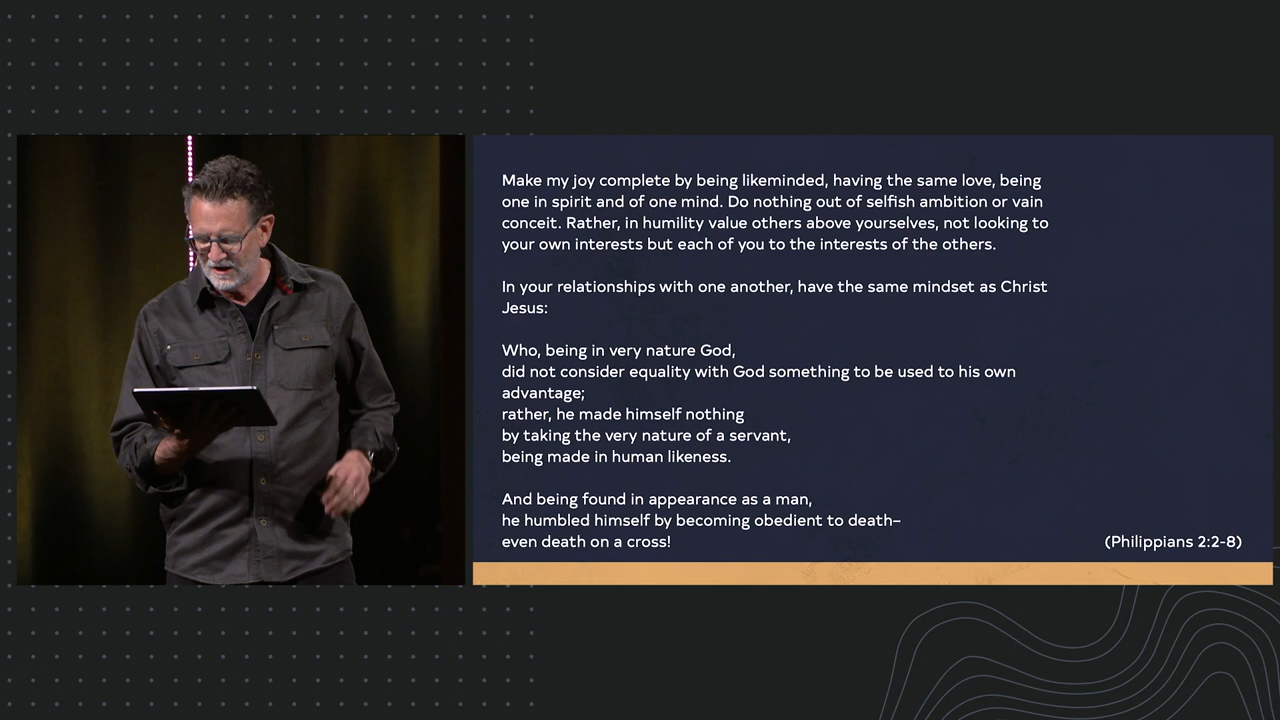 Make my joy complete by being likeminded, having the same love, being
one in spirit and of one mind. Do nothing out of selfish ambition or vain
conceit. Rather, in humility value others above yourselves, not looking to
your own interests but each of you to the interests of the others.
In your relationships with one another, have the same mindset as Christ
Jesus:
Who, being in very nature God,
did not consider equality with God something to be used to his own
advantage;
rather, he made himself nothing
by taking the very nature of a servant,
being made in human likeness.
And being found in appearance as a man,
he humbled himself by becoming obedient to death–
even death on a cross!
(Philippians 2:2-8)